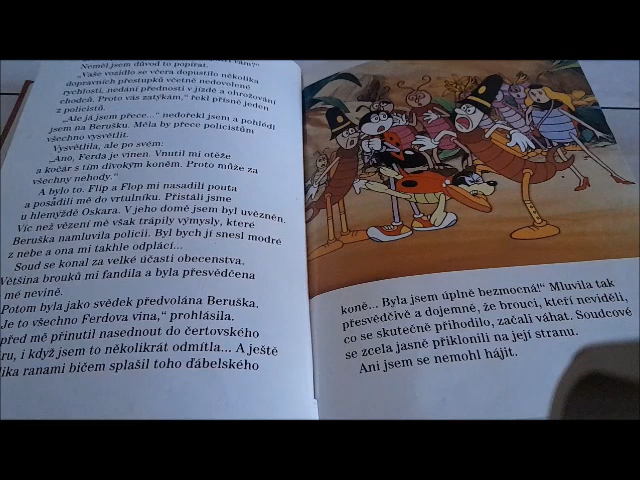 vám?"
Neměl jsem důvod to popírat.
„Vaše vozidlo se včera dopustilo několika
dopravních přestupků včetně nedovolené
rychlosti, nedání přednosti v jízdě a ohrožování
chodců. Proto vás zatýkám," řekl přísně jeden
z policistů.
„Ale já jsem přece..." nedořekl jsem a pohlédl
jsem na Berušku. Měla by přece policistům
všechno vysvětlit.
Vysvětlila, ale po svém:
„Ano, Ferda je vinen. Vnutil mi otěže
a kočár s tím divokým koněm. Proto může za
všechny nehody."
A bylo to. Flip a Flop mi nasadili pouta
a posadili mě do vrtulníku. Přistáli jsme
u hlemýždě Oskara. V jeho domě jsem byl uvězněn.
Víc než vězení mě však trápily výmysly, které
Beruška namluvila policii. Byl bych jí snesl modré
z nebe a ona mi takhle odplácí...
Soud se konal za velké účasti obecenstva.
Většina brouků mi fandila a byla přesvědčena
mé nevině.
Potom byla jako svědek předvolána Beruška.
Je to všechno Ferdova vina," prohlásila.
před mě přinutil nasednout do čertovského
ru, i když jsem to několikrát odmítla... A ještě
lika ranami bičem splašil toho ďábelského
koně... Byla jsem úplně bezmocná!" Mluvila tak
přesvědčivě a dojemně, že brouci, kteří neviděli,
co se skutečně přihodilo, začali váhat. Soudcové
se zcela jasně přiklonili na její stranu.
Ani jsem se nemohl hájit.